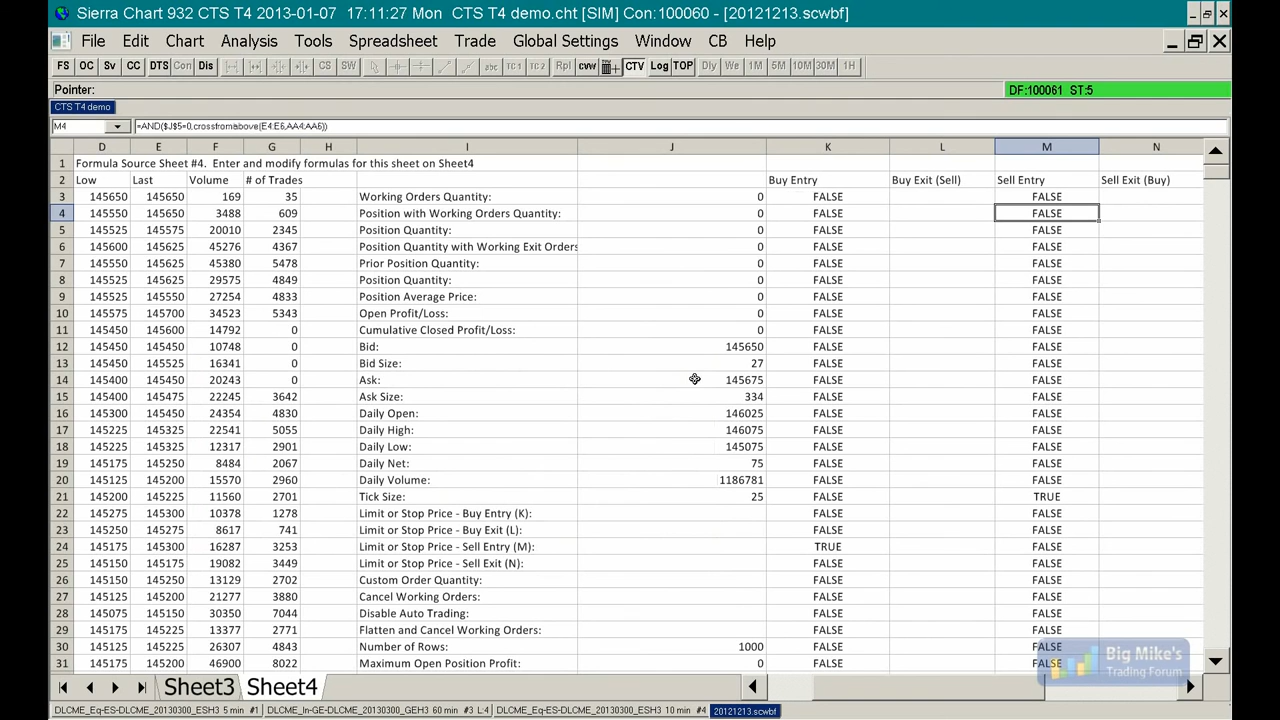 Sierra Chart 932 CTS T4 2013-01-07 17:11:27 Mon CTS T4 demo.cht [SIM] Con:100060 - [20121213.scwbf]
File Edit Chart Analysis Tools Spreadsheet Trade Global Settings Window CB Help
FS OC Sv CC DTS Con Dis CS SW abc TC1 TC2 Rpl CVW CTV Log TOP Dly We 1M 5M 10M 30M 1H
Pointer: DF:100061 ST:5
CTS T4 demo
M4 =AND($J$5=0,crossfromabove(E4:E6,AA4:AA6))
D E F G H I J K L M N
1 Formula Source Sheet #4. Enter and modify formulas for this sheet on Sheet4
2 Low Last Volume # of Trades Buy Entry Buy Exit (Sell) Sell Entry Sell Exit (Buy)
3 145650 145650 169 35 Working Orders Quantity: 0 FALSE FALSE
4 145550 145650 3488 609 Position with Working Orders Quantity: 0 FALSE FALSE
5 145525 145575 20010 2345 Position Quantity: 0 FALSE FALSE
6 145600 145625 45276 4367 Position Quantity with Working Exit Orders 0 FALSE FALSE
7 145550 145625 45380 5478 Prior Position Quantity: 0 FALSE FALSE
8 145525 145625 29575 4849 Position Quantity: 0 FALSE FALSE
9 145525 145550 27254 4833 Position Average Price: 0 FALSE FALSE
10 145575 145700 34523 5343 Open Profit/Loss: 0 FALSE FALSE
11 145450 145600 14792 0 Cumulative Closed Profit/Loss: 0 FALSE FALSE
12 145450 145650 10748 0 Bid: 145650 FALSE FALSE
13 145450 145525 16341 0 Bid Size: 27 FALSE FALSE
14 145400 145450 20243 0 Ask: 145675 FALSE FALSE
15 145400 145475 22245 3642 Ask Size: 334 FALSE FALSE
16 145300 145450 24354 4830 Daily Open: 146025 FALSE FALSE
17 145175 145325 22541 5055 Daily High: 146075 FALSE FALSE
18 145175 145250 12317 2901 Daily Low: 145075 FALSE FALSE
19 145175 145250 8484 2067 Daily Net: 75 FALSE FALSE
20 145125 145200 15570 2960 Daily Volume: 1186781 FALSE FALSE
21 145200 145225 11560 2701 Tick Size: 25 FALSE TRUE
22 145275 145300 10378 1278 Limit or Stop Price - Buy Entry (K): FALSE FALSE
23 145250 145275 8617 741 Limit or Stop Price - Buy Exit (L): FALSE FALSE
24 145175 145300 16287 3253 Limit or Stop Price - Sell Entry (M): TRUE FALSE
25 145150 145175 19082 3449 Limit or Stop Price - Sell Exit (N): FALSE FALSE
26 145150 145250 13129 2702 Custom Order Quantity: FALSE FALSE
27 145125 145200 21277 3880 Cancel Working Orders: FALSE FALSE
28 145075 145150 30350 7044 Disable Auto Trading: FALSE FALSE
29 145175 145225 13377 2771 Flatten and Cancel Working Orders: FALSE FALSE
30 145125 145225 26307 4843 Number of Rows: 1000 FALSE FALSE
31 145175 145200 46900 8022 Maximum Open Position Profit: 0 FALSE FALSE
Big Mike's
Trading Forum
Sheet3 Sheet4
DLCME_Eq-ES-DLCME_20130300_ESH3 5 min #1 DLCME_In-GE-DLCME_20130300_GEH3 60 min #3 L:4 DLCME_Eq-ES-DLCME_20130300_ESH3 10 min #4 20121213.scwbf